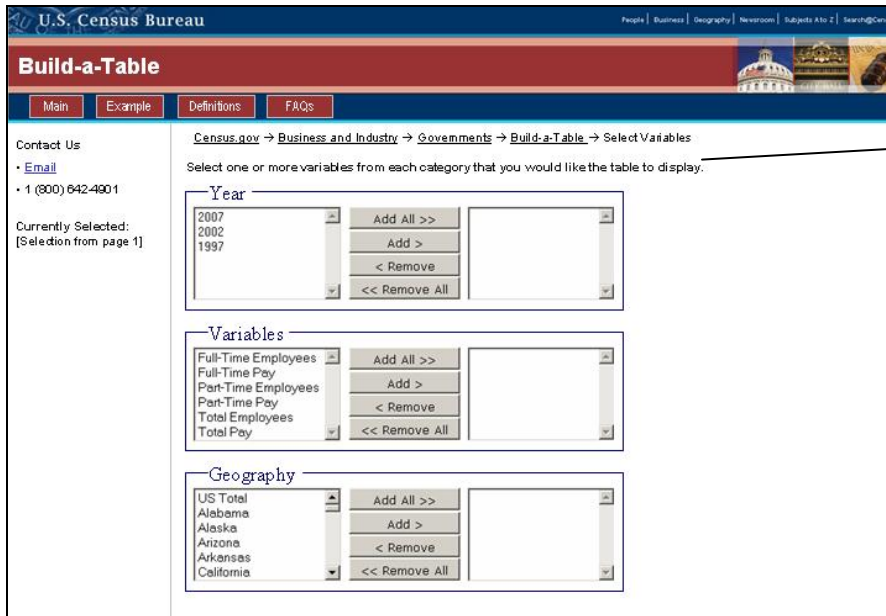 U.S. Census Bureau
People | Business | Geography | Newsroom | Subjects A to Z | Search@Cen
Build-a-Table
Main Example Definitions FAQs
Contact Us
• Email
• 1 (800) 642-4901
Currently Selected:
[Selection from page 1]
Census.gov → Business and Industry → Governments → Build-a-Table → Select Variables
Select one or more variables from each category that you would like the table to display.
Year
2007
2002
1997
Add All >>
Add >
< Remove
<< Remove All
Variables
Full-Time Employees
Full-Time Pay
Part-Time Employees
Part-Time Pay
Total Employees
Total Pay
Add All >>
Add >
< Remove
<< Remove All
Geography
US Total
Alabama
Alaska
Arizona
Arkansas
California
Add All >>
Add >
< Remove
<< Remove All